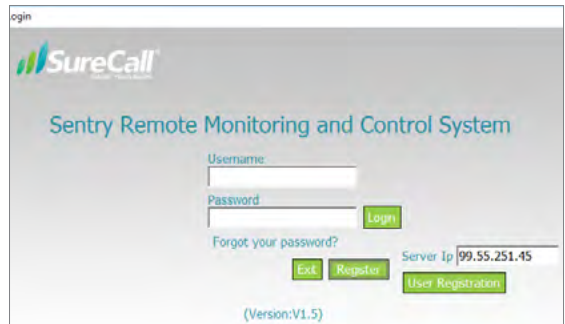 ogin
SureCall
Sentry Remote Monitoring and Control System
Username
Password
Login
Forgot your password?
Server Ip 99.55.251.45
Exit Register
User Registration
(Version:V1.5)